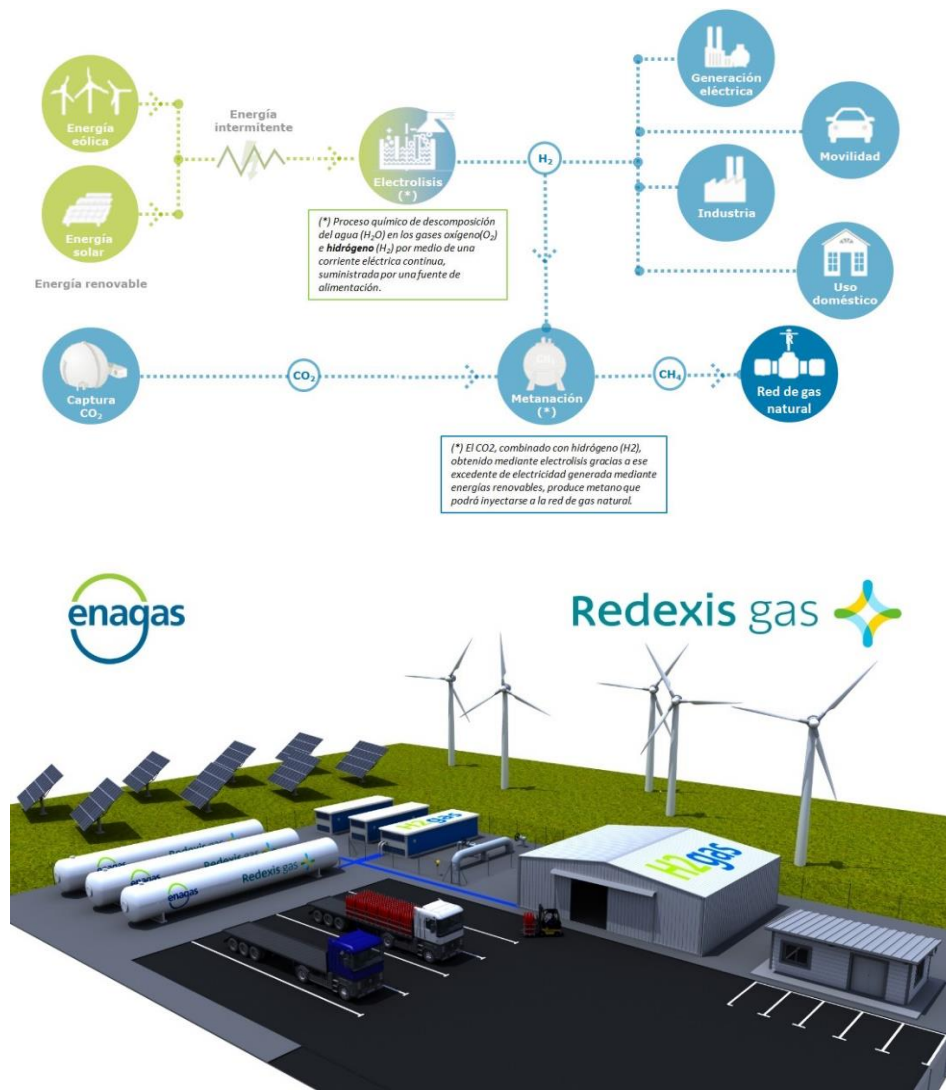 Generación
eléctrica
Energía
eólica
Energía
intermitente
Movilidad
H₂
Electrolisis
(*)
Industria
Energía
solar
(*) Proceso químico de descomposición
del agua (H₂O) en los gases oxígeno(O₂)
e hidrógeno (H₂) por medio de una
corriente eléctrica contínua,
suministrada por una fuente de
alimentación.
Energía renovable
Uso
doméstico
Captura
CO₂
CO₂
CH₄
Metanación
(*)
CH₄
Red de gas
natural
(*) El CO2, combinado con hidrógeno (H2),
obtenido mediante electrolisis gracias a ese
excedente de electricidad generada mediante
energías renovables, produce metano que
podrá inyectarse a la red de gas natural.
enagas
Redexis gas
H2gas
H2gas
Redexis gas
Redexis gas
enagas
Redexis gas
enagas